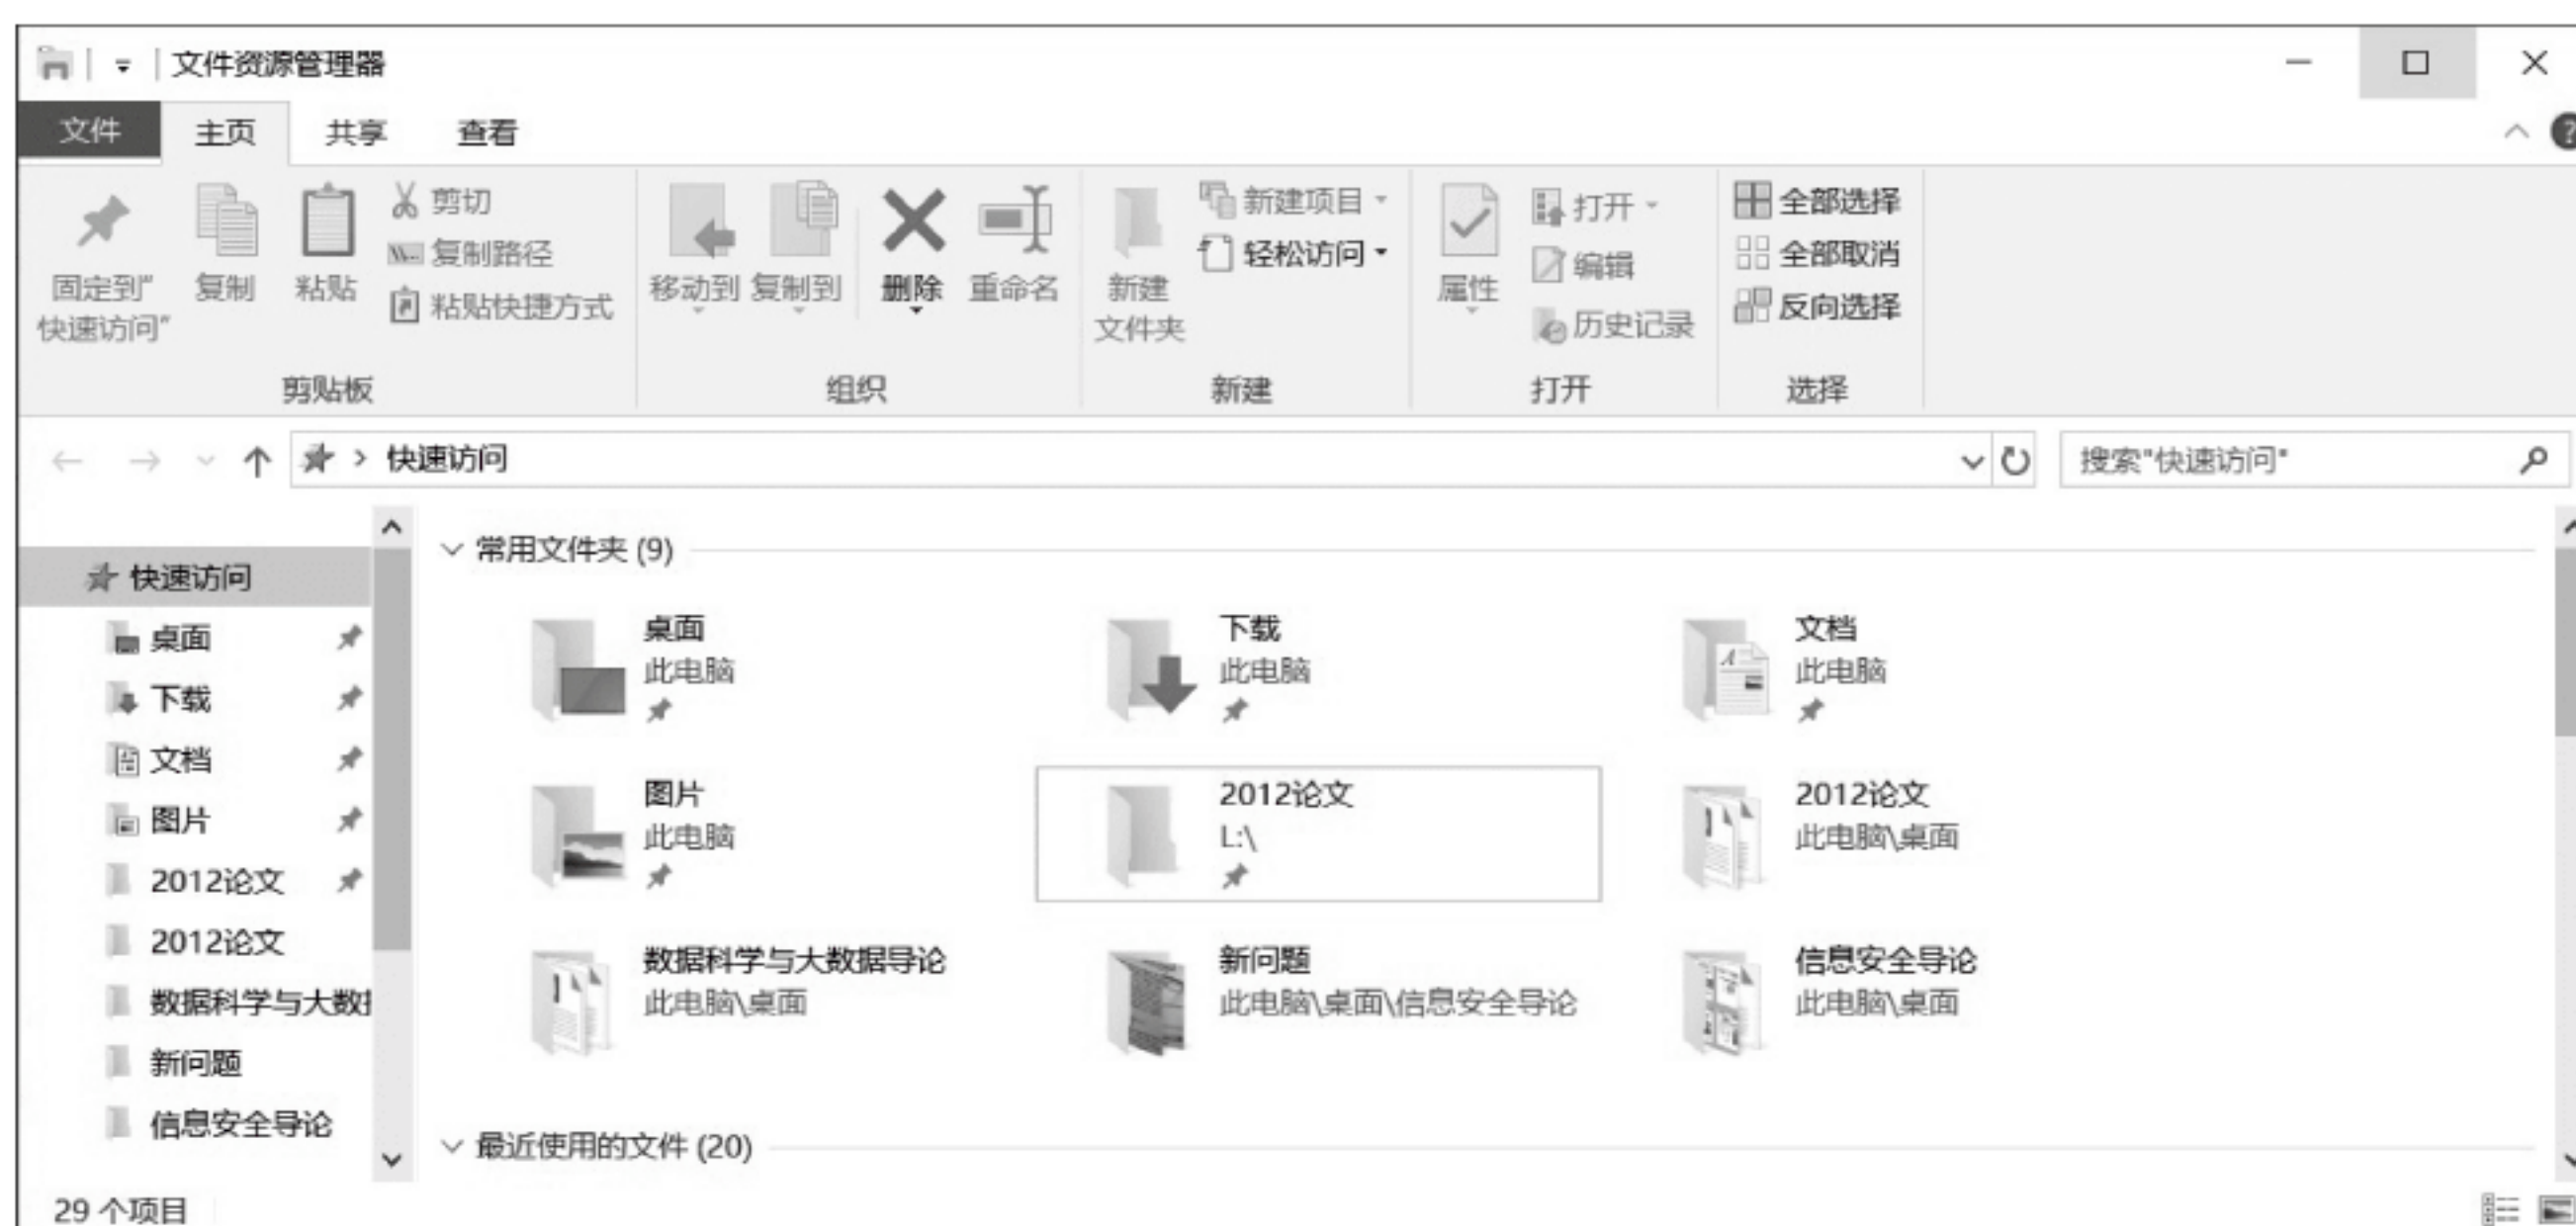 文件资源管理器
文件 主页 共享 查看
固定到"
快速访问"
复制
粘贴
剪切
复制路径
粘贴快捷方式
剪贴板
移动到
复制到
删除
重命名
组织
新建
文件夹
新建项目
轻松访问
新建
属性
打开
编辑
历史记录
打开
全部选择
全部取消
反向选择
选择
快速访问
搜索"快速访问"
快速访问
桌面
下载
文档
图片
2012论文
2012论文
数据科学与大数
新问题
信息安全导论
常用文件夹 (9)
桌面
此电脑
下载
此电脑
文档
此电脑
图片
此电脑
2012论文
L:\
2012论文
此电脑\桌面
数据科学与大数据导论
此电脑\桌面
新问题
此电脑\桌面\信息安全导论
信息安全导论
此电脑\桌面
最近使用的文件 (20)
29 个项目